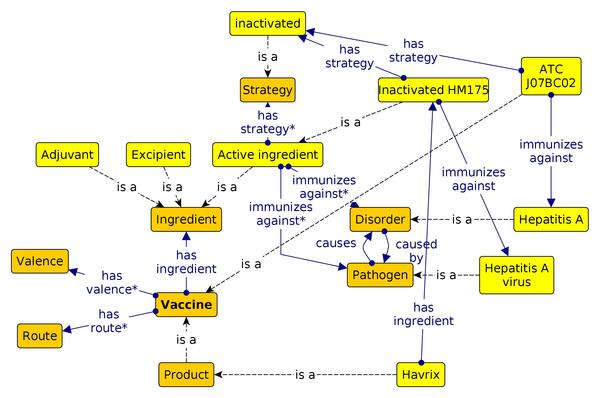 inactivated
has
strategy
has
strategy
ATC
J07BC02
is a
Strategy
Inactivated HM175
has
strategy*
is a
Adjuvant
Excipient
Active ingredient
immunizes
against
is a
is a
is a
immunizes
against*
immunizes
against*
immunizes
against
Ingredient
Disorder
is a
Hepatitis A
causes
caused
by
Valence
has
ingredient
is a
Pathogen
is a
Hepatitis A
virus
has
valence*
Vaccine
has
route*
Route
has
ingredient
is a
Product
is a
Havrix